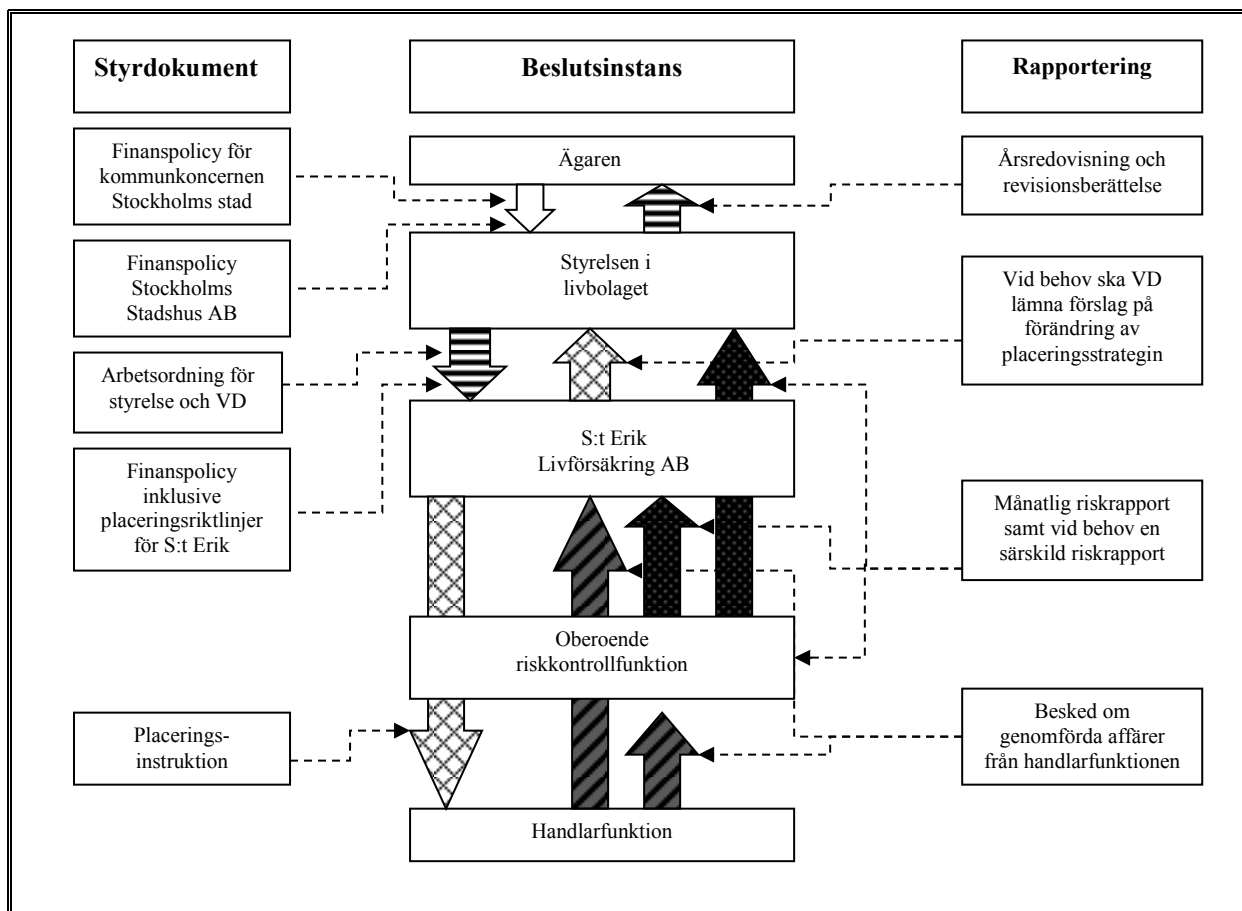 Styrdokument
Beslutsinstans
Rapportering
Finanspolicy för
kommunkoncernen
Stockholms stad
Finanspolicy
Stockholms
Stadshus AB
Arbetsordning för
styrelse och VD
Finanspolicy
inklusive
placeringsriktlinjer
för S:t Erik
Placerings-
instruktion
Ägaren
Styrelsen i
livbolaget
S:t Erik
Livförsäkring AB
Oberoende
riskkontrollfunktion
Handlarfunktion
Årsredovisning och
revisionsberättelse
Vid behov ska VD
lämna förslag på
förändring av
placeringsstrategin
Månatlig riskrapport
samt vid behov en
särskild riskrapport
Besked om
genomförda affärer
från handlarfunktionen